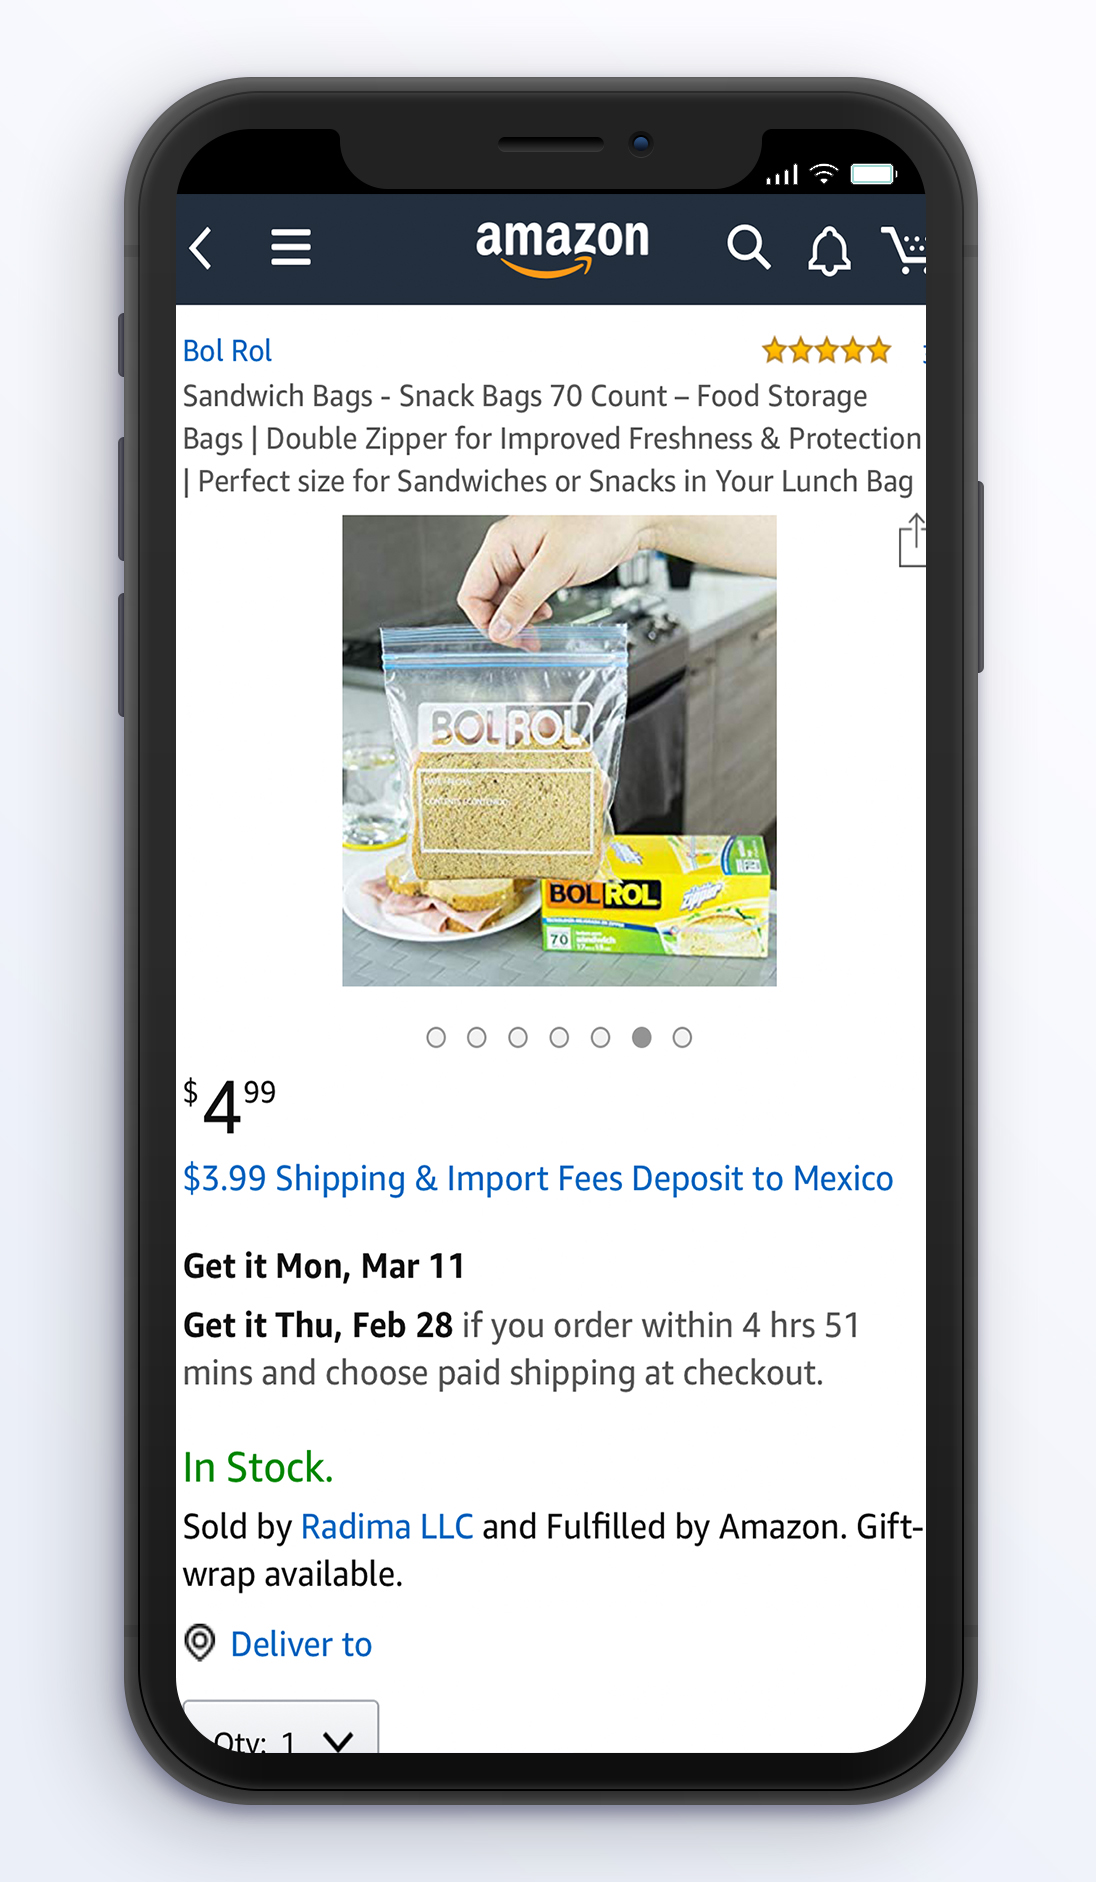 amazon
Bol Rol
Sandwich Bags - Snack Bags 70 Count – Food Storage
Bags | Double Zipper for Improved Freshness & Protection
| Perfect size for Sandwiches or Snacks in Your Lunch Bag
BOLROL
BOLROL
zipper
70
sandwich
$4.99
$3.99 Shipping & Import Fees Deposit to Mexico
Get it Mon, Mar 11
Get it Thu, Feb 28 if you order within 4 hrs 51
mins and choose paid shipping at checkout.
In Stock.
Sold by Radima LLC and Fulfilled by Amazon. Gift-
wrap available.
Deliver to
Qty: 1